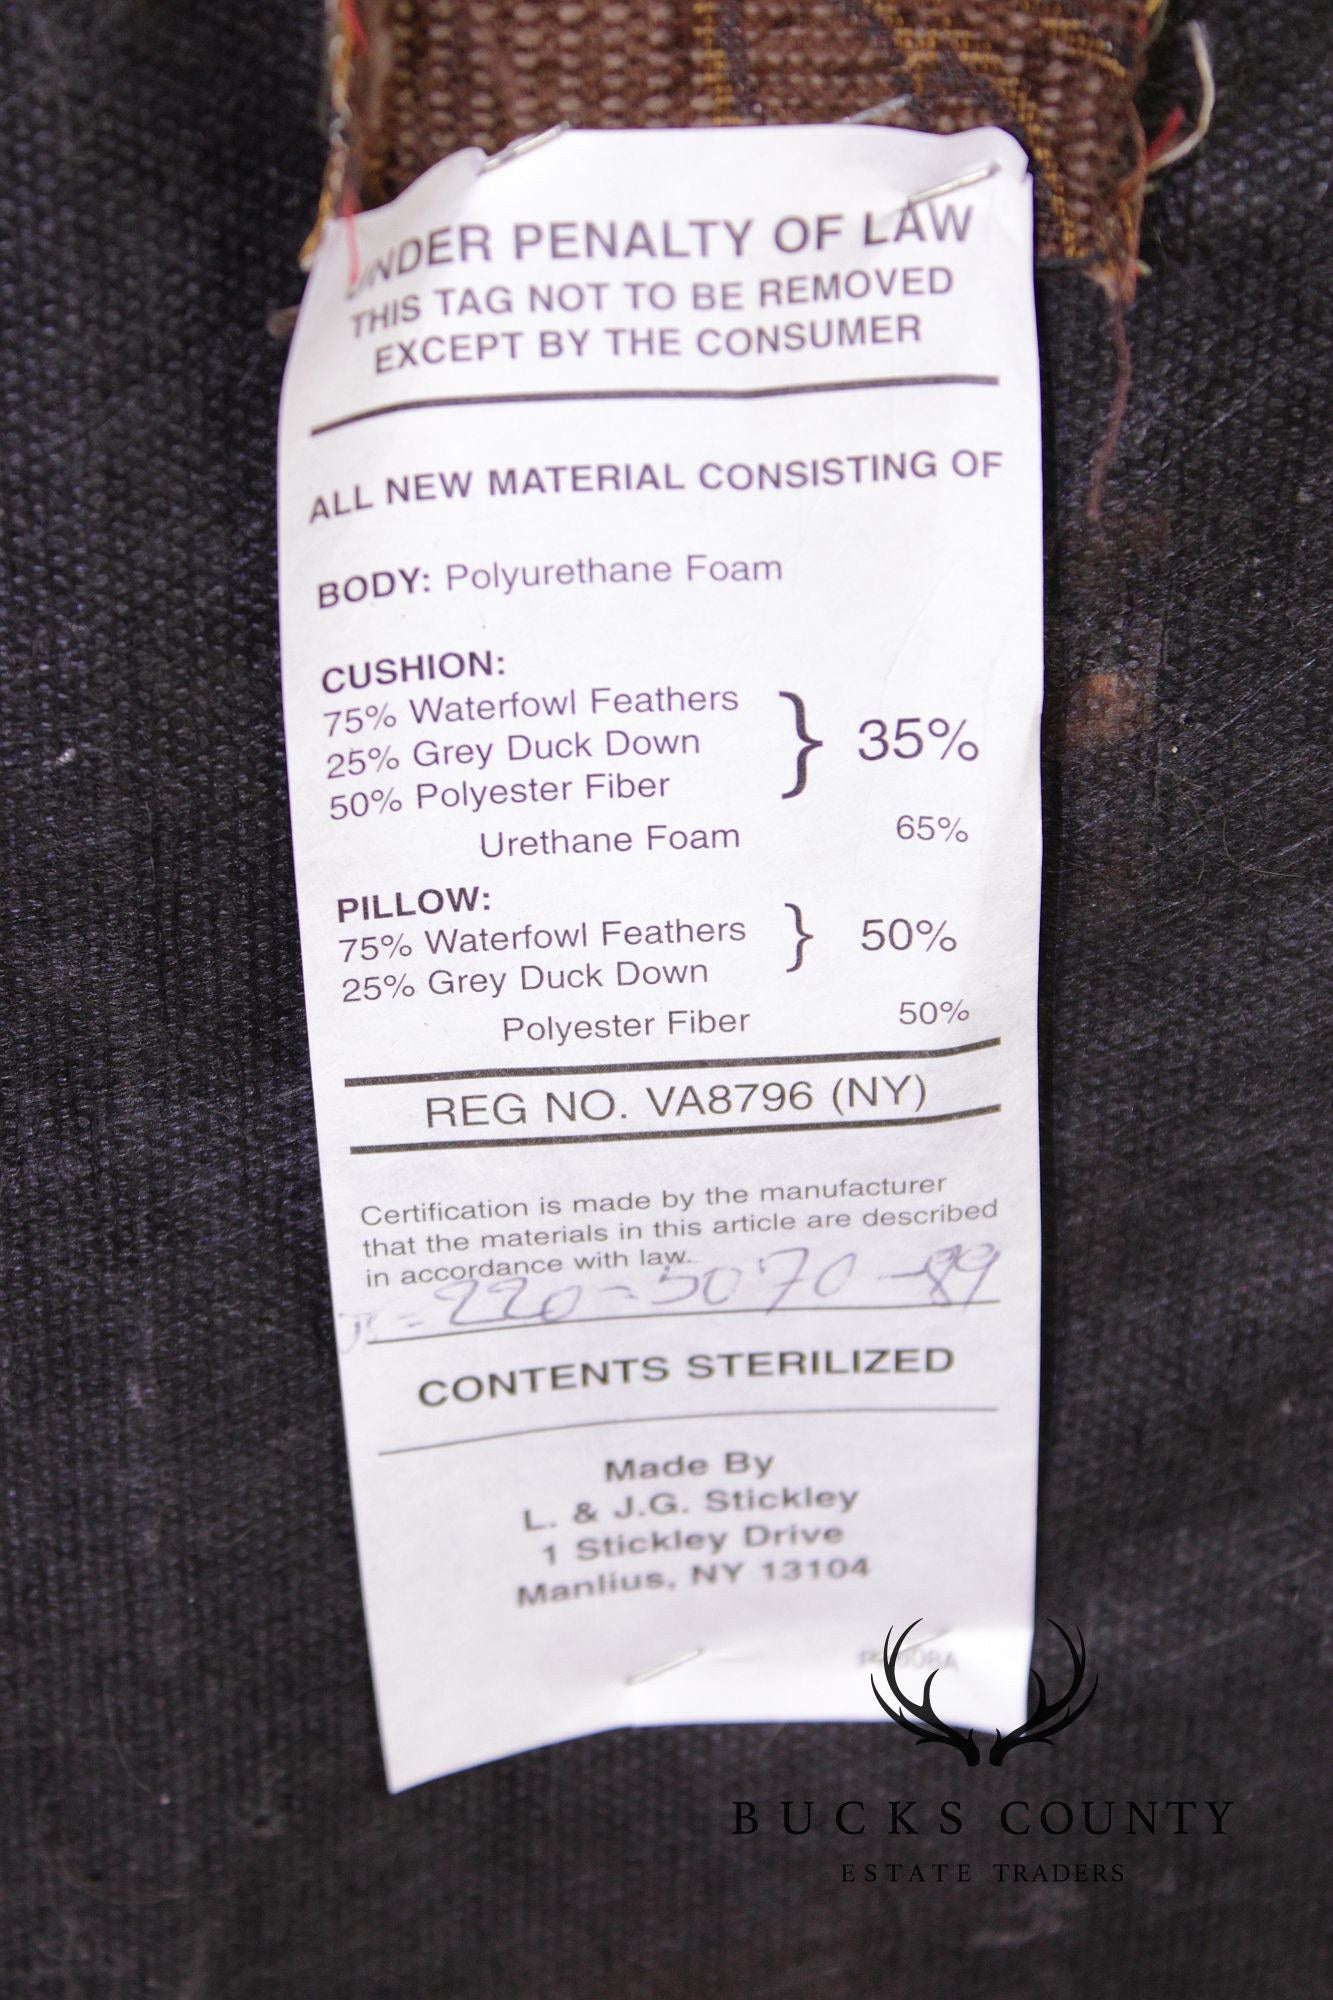 UNDER PENALTY OF LAW
THIS TAG NOT TO BE REMOVED
EXCEPT BY THE CONSUMER
ALL NEW MATERIAL CONSISTING OF
BODY: Polyurethane Foam
CUSHION:
75% Waterfowl Feathers
25% Grey Duck Down
50% Polyester Fiber
} 35%
Urethane Foam 65%
PILLOW:
75% Waterfowl Feathers
25% Grey Duck Down
} 50%
Polyester Fiber 50%
REG NO. VA8796 (NY)
Certification is made by the manufacturer
that the materials in this article are described
in accordance with law.
220-5070-89
CONTENTS STERILIZED
Made By
L. & J.G. Stickley
1 Stickley Drive
Manlius, NY 13104
BUCKS COUNTY
ESTATE TRADERS